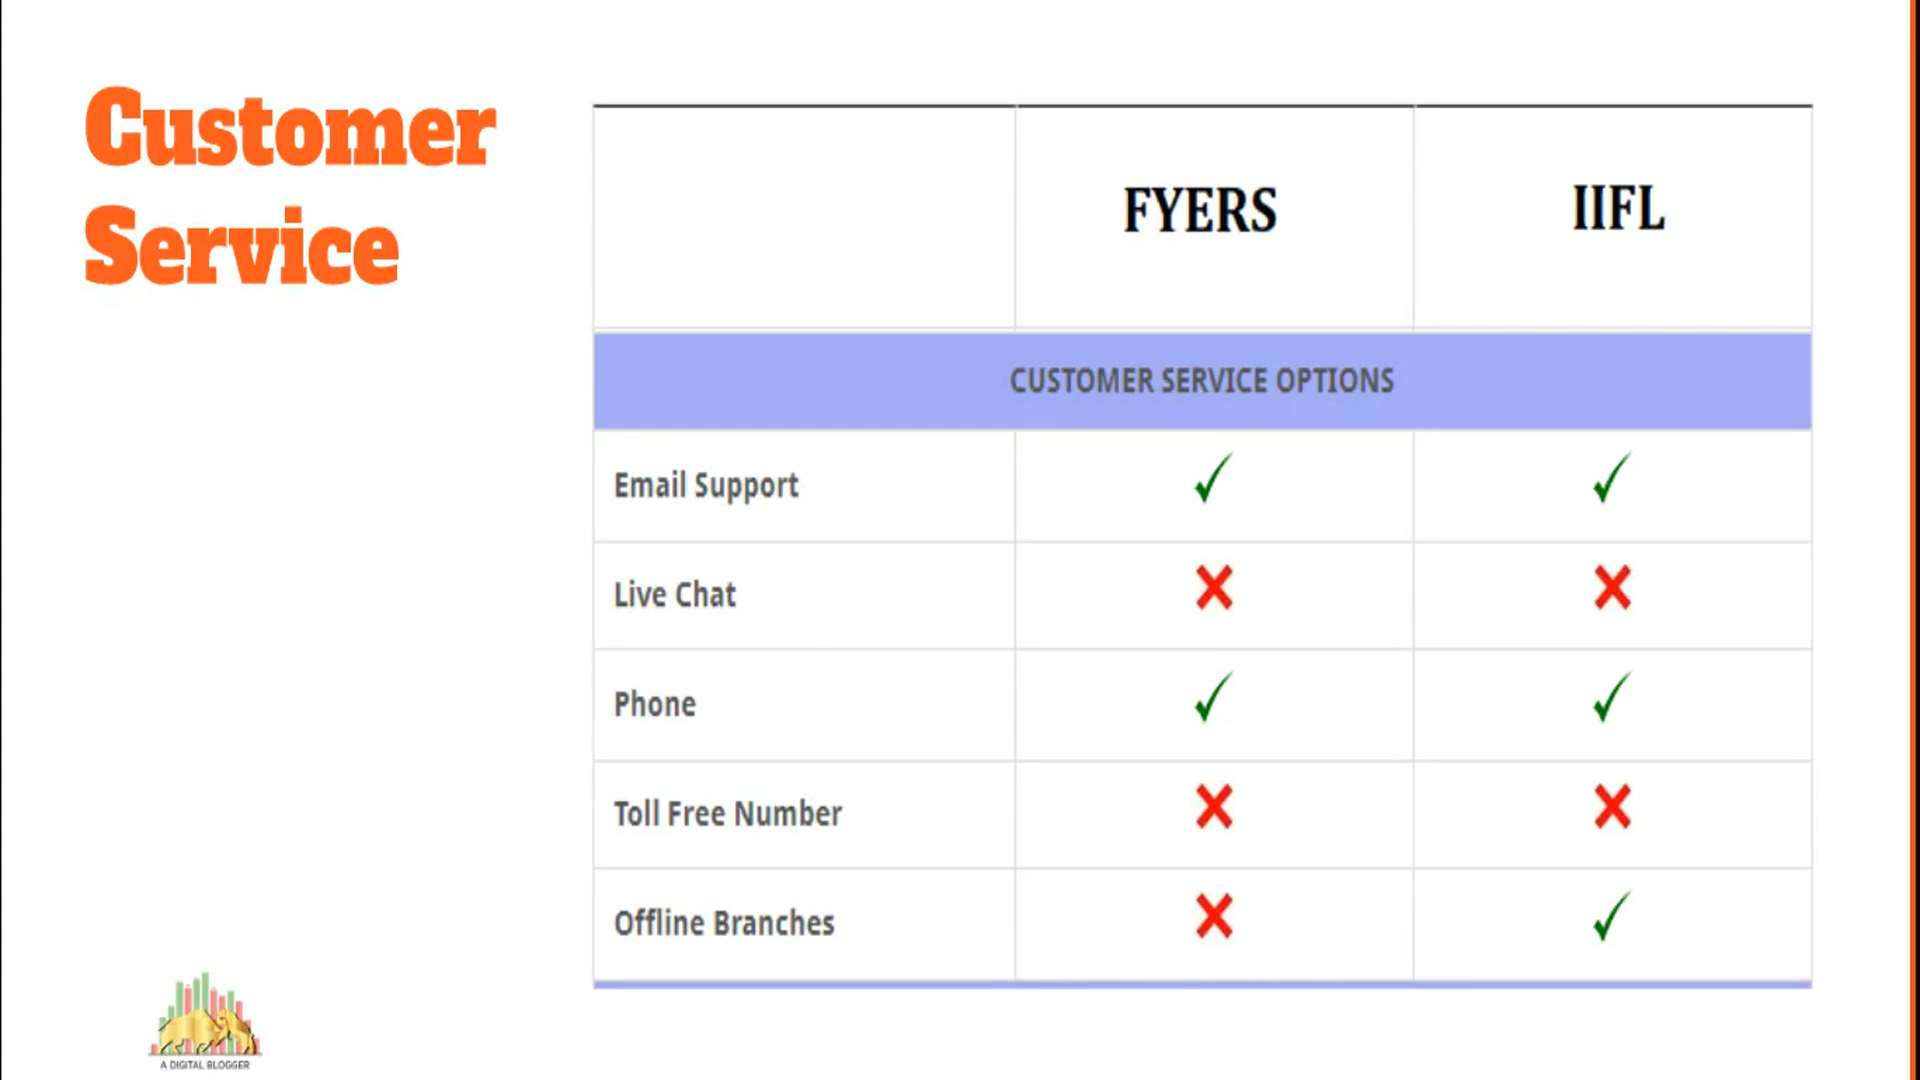 Customer
Service
FYERS IIFL
CUSTOMER SERVICE OPTIONS
Email Support ✓ ✓
Live Chat ✗ ✗
Phone ✓ ✓
Toll Free Number ✗ ✗
Offline Branches ✗ ✓
A DIGITAL BLOGGER